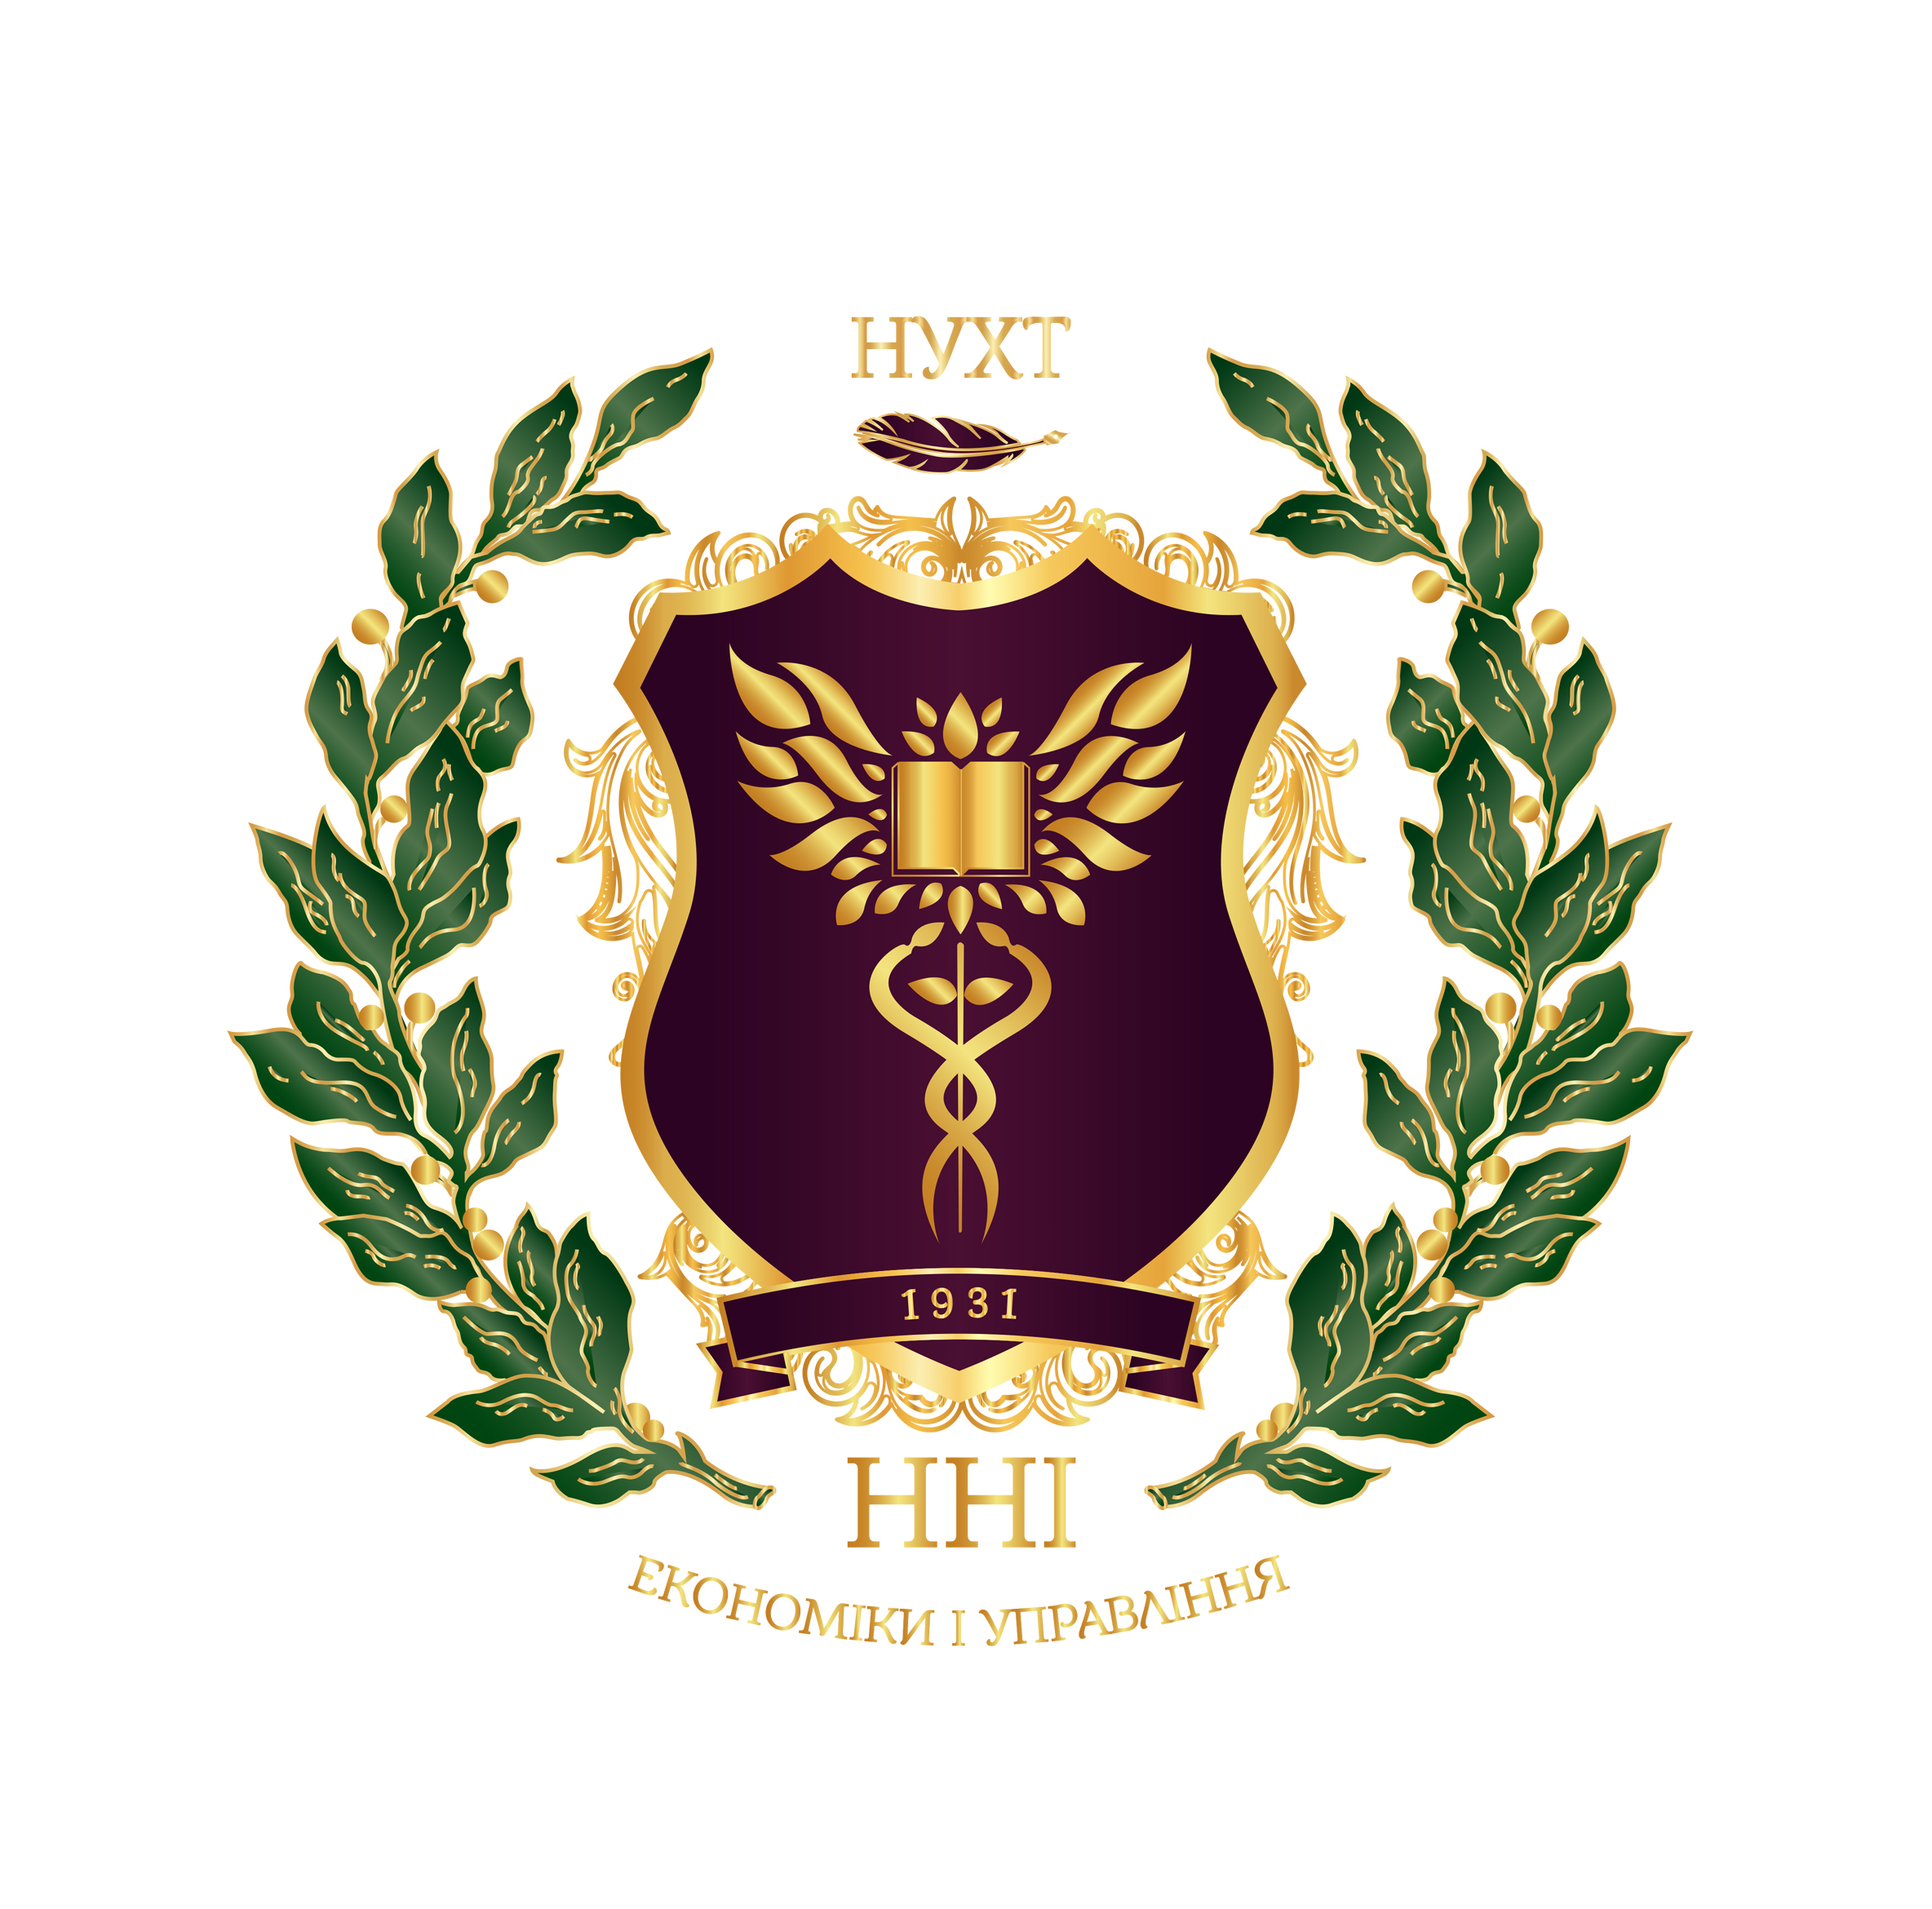 НУХТ
1931
ННІ
ЕКОНОМІКИ І УПРАВЛІННЯ